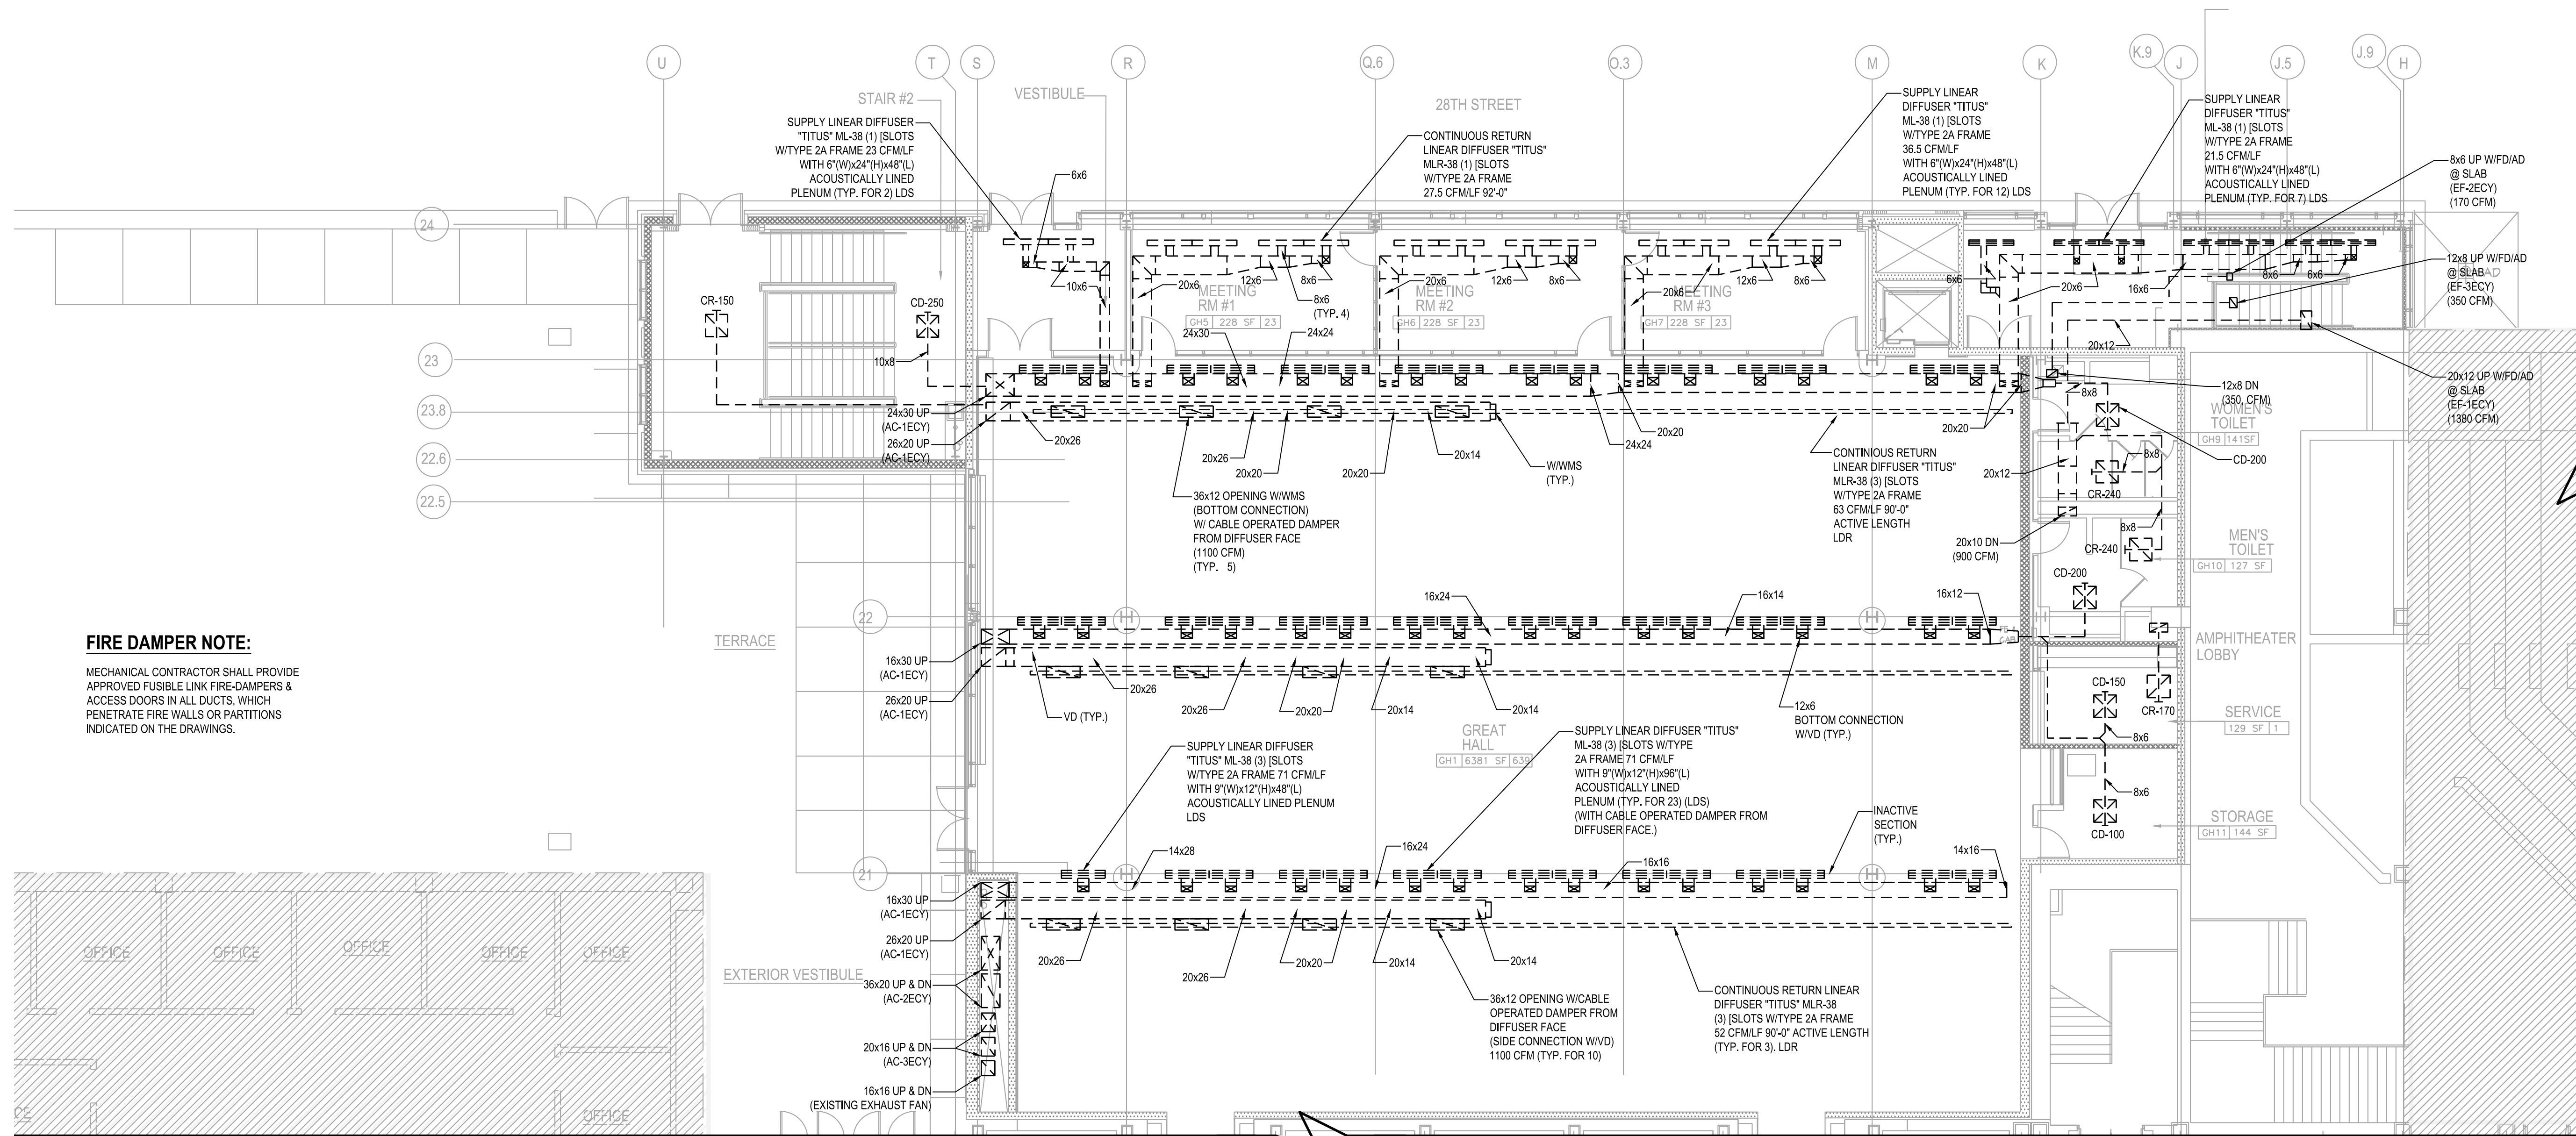 U
T
S
R
Q.6
O.3
M
K
K.9
J
J.5
J.9
H
STAIR #2
VESTIBULE
28TH STREET
SUPPLY LINEAR DIFFUSER
"TITUS" ML-38 (1) [SLOTS
W/TYPE 2A FRAME 23 CFM/LF
WITH 6"(W)x24"(H)x48"(L)
ACOUSTICALLY LINED
PLENUM (TYP. FOR 2) LDS
6x6
CONTINUOUS RETURN
LINEAR DIFFUSER "TITUS"
MLR-38 (1) [SLOTS
W/TYPE 2A FRAME
27.5 CFM/LF 92'-0"
SUPPLY LINEAR
DIFFUSER "TITUS"
ML-38 (1) [SLOTS
W/TYPE 2A FRAME
36.5 CFM/LF
WITH 6"(W)x24"(H)x48"(L)
ACOUSTICALLY LINED
PLENUM (TYP. FOR 12) LDS
SUPPLY LINEAR
DIFFUSER "TITUS"
ML-38 (1) [SLOTS
W/TYPE 2A FRAME
21.5 CFM/LF
WITH 6"(W)x24"(H)x48"(L)
ACOUSTICALLY LINED
PLENUM (TYP. FOR 7) LDS
8x6 UP W/FD/AD
@ SLAB
(EF-2ECY)
(170 CFM)
12x8 UP W/FD/AD
@ SLAB
(EF-3ECY)
(350 CFM)
20x12 UP W/FD/AD
@ SLAB
(EF-1ECY)
(1380 CFM)
24
23
23.8
22.6
22.5
22
21
CR-150
CD-250
10x8
10x6
20x6
12x6
8x6
8x6
(TYP. 4)
MEETING
RM #1
GH5 228 SF 23
20x6
12x6
8x6
MEETING
RM #2
GH6 228 SF 23
20x6
12x6
8x6
MEETING
RM #3
GH7 228 SF 23
6x6
20x6
16x6
8x6
6x6
20x12
24x30
24x24
24x30 UP
(AC-1ECY)
26x20 UP
(AC-1ECY)
20x26
20x26
20x20
20x20
20x14
W/WMS
(TYP.)
24x24
20x20
20x20
36x12 OPENING W/WMS
(BOTTOM CONNECTION)
W/ CABLE OPERATED DAMPER
FROM DIFFUSER FACE
(1100 CFM)
(TYP. 5)
CONTINIOUS RETURN
LINEAR DIFFUSER "TITUS"
MLR-38 (3) [SLOTS
W/TYPE 2A FRAME
63 CFM/LF 90'-0"
ACTIVE LENGTH
LDR
8x8
12x8 DN
(350, CFM)
WOMEN'S
TOILET
GH9 141SF
CD-200
8x8
20x12
CR-240
8x8
20x10 DN
(900 CFM)
CR-240
MEN'S
TOILET
GH10 127 SF
CD-200
AMPHITHEATER
LOBBY
CD-150
CR-170
SERVICE
129 SF 1
8x6
8x6
CD-100
STORAGE
GH11 144 SF
FIRE DAMPER NOTE:
MECHANICAL CONTRACTOR SHALL PROVIDE
APPROVED FUSIBLE LINK FIRE-DAMPERS &
ACCESS DOORS IN ALL DUCTS, WHICH
PENETRATE FIRE WALLS OR PARTITIONS
INDICATED ON THE DRAWINGS.
TERRACE
16x24
16x14
16x12
16x30 UP
(AC-1ECY)
26x20 UP
(AC-1ECY)
VD (TYP.)
20x26
20x26
20x20
20x14
20x14
12x6
BOTTOM CONNECTION
W/VD (TYP.)
GREAT
HALL
GH1 6381 SF 639
SUPPLY LINEAR DIFFUSER
"TITUS" ML-38 (3) [SLOTS
W/TYPE 2A FRAME 71 CFM/LF
WITH 9"(W)x12"(H)x48"(L)
ACOUSTICALLY LINED PLENUM
LDS
SUPPLY LINEAR DIFFUSER "TITUS"
ML-38 (3) [SLOTS W/TYPE
2A FRAME 71 CFM/LF
WITH 9"(W)x12"(H)x96"(L)
ACOUSTICALLY LINED
PLENUM (TYP. FOR 23) (LDS)
(WITH CABLE OPERATED DAMPER FROM
DIFFUSER FACE.)
INACTIVE
SECTION
(TYP.)
14x28
16x24
16x16
14x16
16x30 UP
(AC-1ECY)
26x20 UP
(AC-1ECY)
20x26
20x26
20x20
20x14
20x14
EXTERIOR VESTIBULE
36x20 UP & DN
(AC-2ECY)
20x16 UP & DN
(AC-3ECY)
16x16 UP & DN
(EXISTING EXHAUST FAN)
36x12 OPENING W/CABLE
OPERATED DAMPER FROM
DIFFUSER FACE
(SIDE CONNECTION W/VD)
1100 CFM (TYP. FOR 10)
CONTINUOUS RETURN LINEAR
DIFFUSER "TITUS" MLR-38
(3) [SLOTS W/TYPE 2A FRAME
52 CFM/LF 90'-0" ACTIVE LENGTH
(TYP. FOR 3). LDR
OFFICE
OFFICE
OFFICE
OFFICE
OFFICE
OFFICE